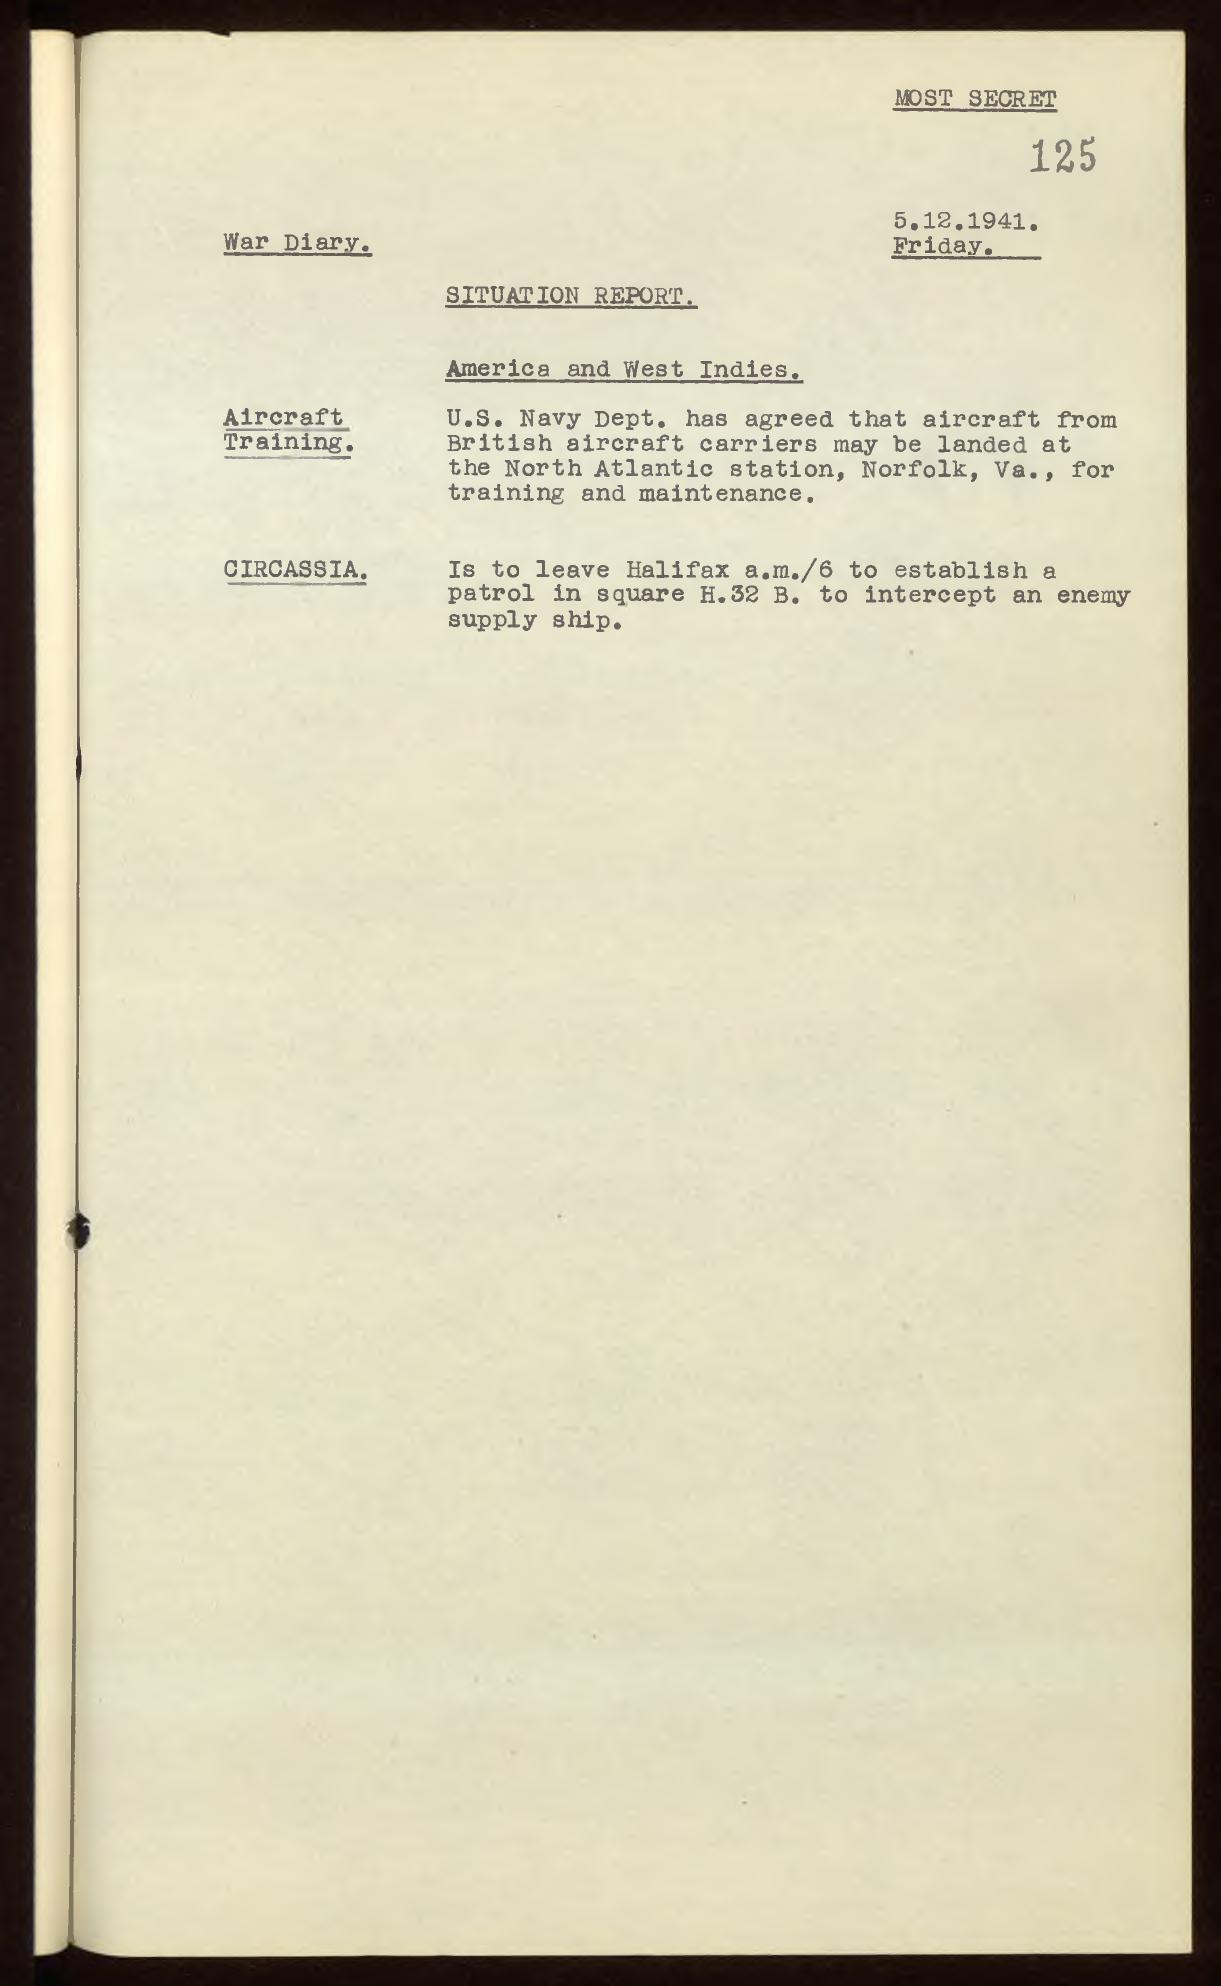 MOST SECRET
125
5.12.1941.
War Diary.
Friday.
SITUATION REPORT.
America and West Indies.
Aircraft
Training.
U.S. Navy Dept. has agreed that aircraft from
British aircraft carriers may be landed at
the North Atlantic station, Norfolk, Va., for
training and maintenance.
CIRCASSIA.
Is to leave Halifax a.m./6 to establish a
patrol in square H.32 B. to intercept an enemy
supply ship.